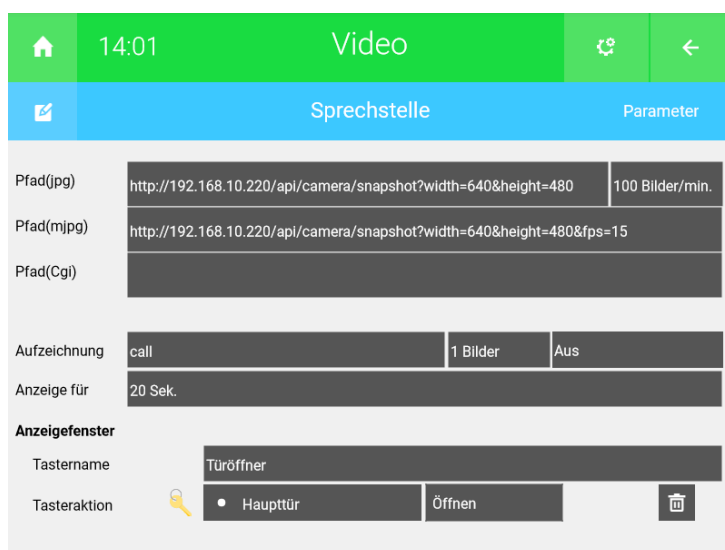 14:01 Video
Sprechstelle Parameter
Pfad(jpg) http://192.168.10.220/api/camera/snapshot?width=640&height=480 100 Bilder/min.
Pfad(mjpg) http://192.168.10.220/api/camera/snapshot?width=640&height=480&fps=15
Pfad(Cgi)
Aufzeichnung call 1 Bilder Aus
Anzeige für 20 Sek.
Anzeigefenster
Tastername Türöffner
Tasteraktion Haupttür Öffnen